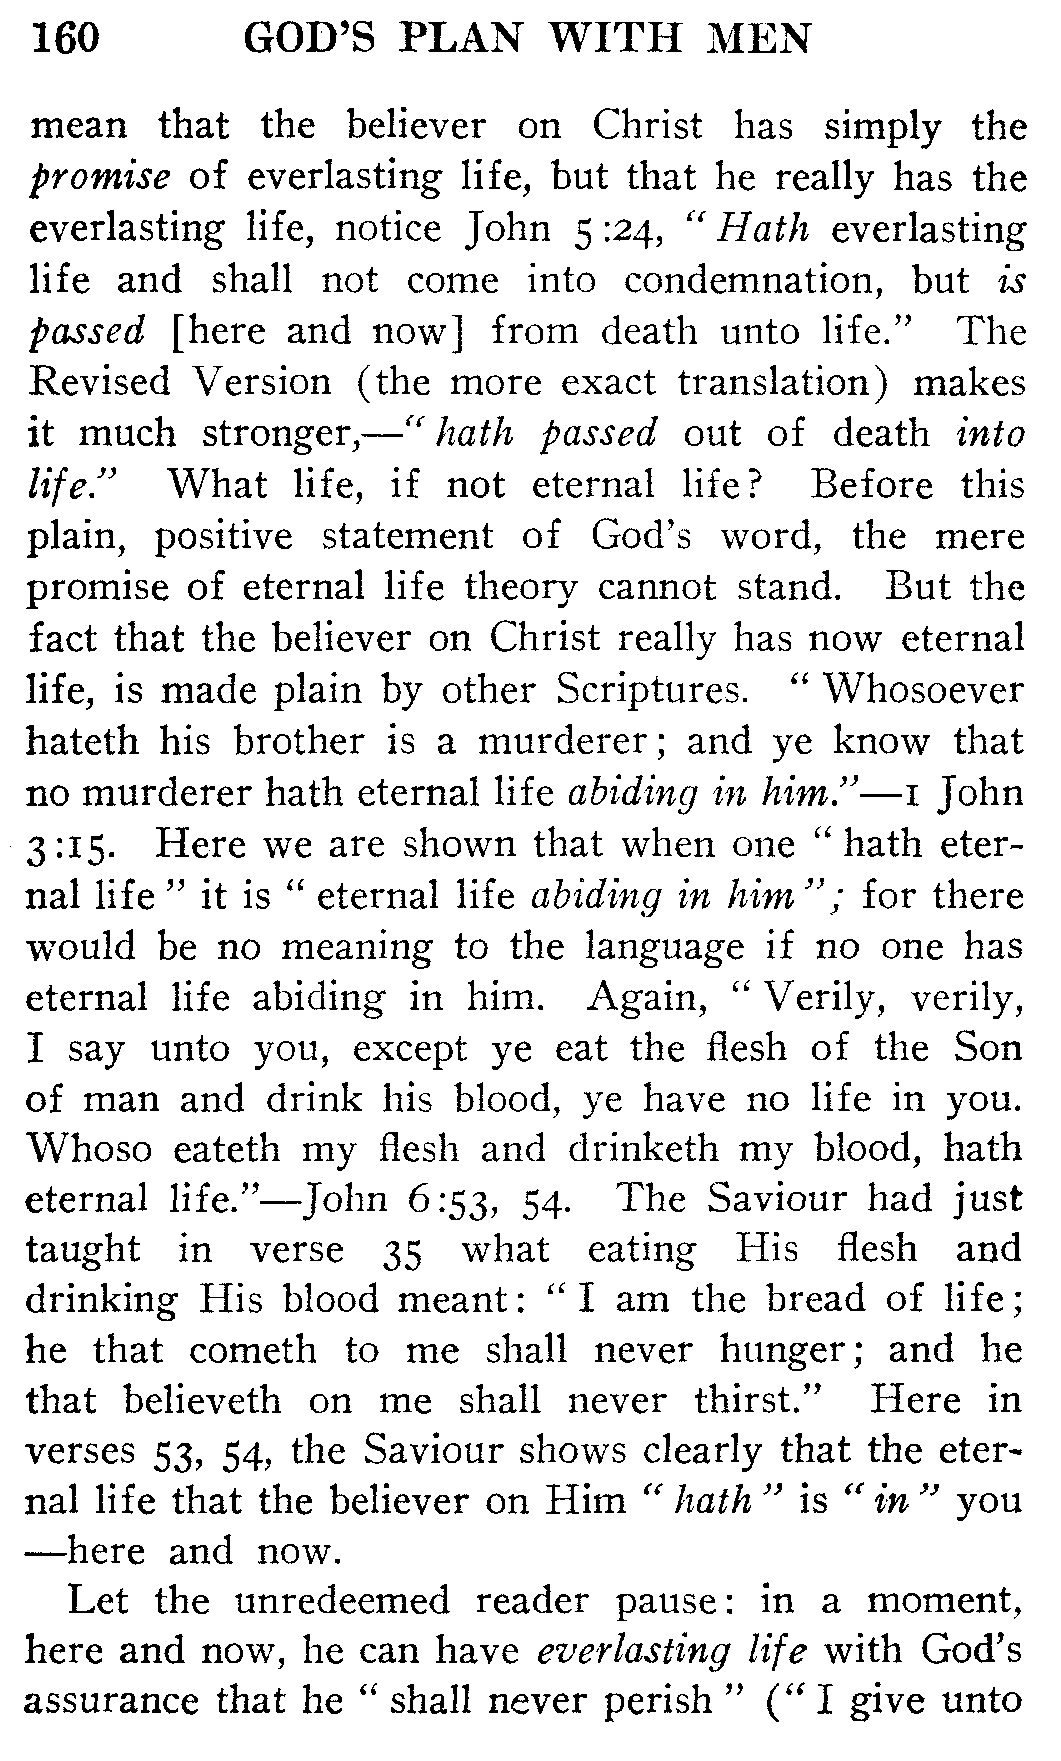 160 GOD'S PLAN WITH MEN
mean that the believer on Christ has simply the
promise of everlasting life, but that he really has the
everlasting life, notice John 5:24, “Hath everlasting
life and shall not come into condemnation, but is
passed [here and now] from death unto life.” The
Revised Version (the more exact translation) makes
it much stronger,—“hath passed out of death into
life.” What life, if not eternal life? Before this
plain, positive statement of God's word, the mere
promise of eternal life theory cannot stand. But the
fact that the believer on Christ really has now eternal
life, is made plain by other Scriptures. “Whosoever
hateth his brother is a murderer; and ye know that
no murderer hath eternal life abiding in him.”—1 John
3:15. Here we are shown that when one “hath eter-
nal life” it is “eternal life abiding in him”; for there
would be no meaning to the language if no one has
eternal life abiding in him. Again, “Verily, verily,
I say unto you, except ye eat the flesh of the Son
of man and drink his blood, ye have no life in you.
Whoso eateth my flesh and drinketh my blood, hath
eternal life.”—John 6:53, 54. The Saviour had just
taught in verse 35 what eating His flesh and
drinking His blood meant: “I am the bread of life;
he that cometh to me shall never hunger; and he
that believeth on me shall never thirst.” Here in
verses 53, 54, the Saviour shows clearly that the eter-
nal life that the believer on Him “hath” is “in” you
—here and now.
Let the unredeemed reader pause: in a moment,
here and now, he can have everlasting life with God's
assurance that he “shall never perish” (“I give unto